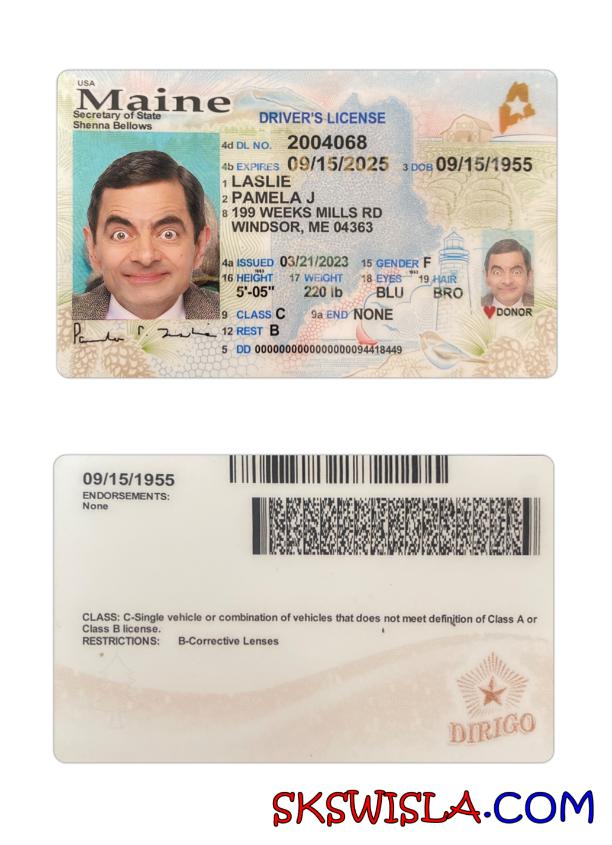 USA
Maine
Secretary of State
Shenna Bellows
DRIVER'S LICENSE
4d DL NO. 2004068
4b EXPIRES 09/15/2025 3 DOB 09/15/1955
1 LASLIE
2 PAMELA J
8 199 WEEKS MILLS RD
WINDSOR, ME 04363
4a ISSUED 03/21/2023 15 GENDER F
16 HEIGHT 17 WEIGHT 18 EYES 19 HAIR
5'-05" 220 lb BLU BRO
DONOR
9 CLASS C 9a END NONE
12 REST B
5 DD 0000000000000000094418449
09/15/1955
ENDORSEMENTS:
None
CLASS: C-Single vehicle or combination of vehicles that does not meet definition of Class A or
Class B license.
RESTRICTIONS: B-Corrective Lenses
DIRIGO
SKSWISLA.COM